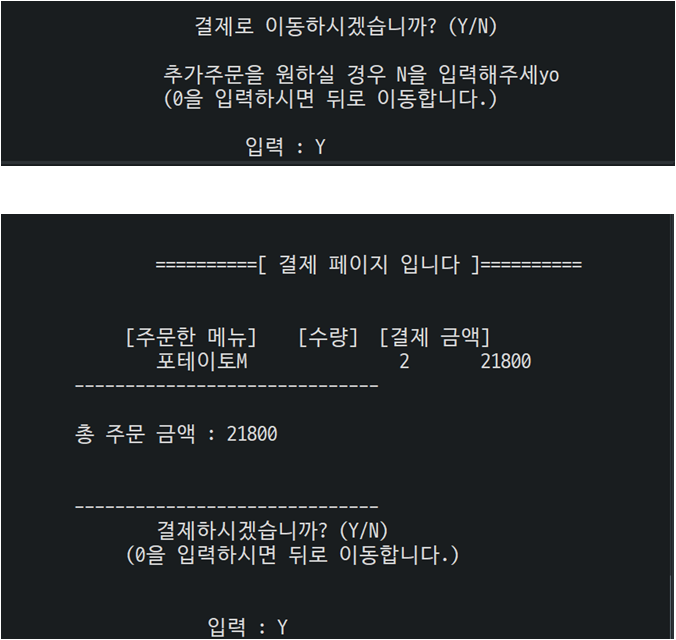 결제로 이동하시겠습니까? (Y/N)
추가주문을 원하실 경우 N을 입력해주세yo
(0을 입력하시면 뒤로 이동합니다.)
입력 : Y
==========[ 결제 페이지 입니다 ]==========
[주문한 메뉴] [수량] [결제 금액]
포테이토M 2 21800
------------------------------
총 주문 금액 : 21800
------------------------------
결제하시겠습니까? (Y/N)
(0을 입력하시면 뒤로 이동합니다.)
입력 : Y